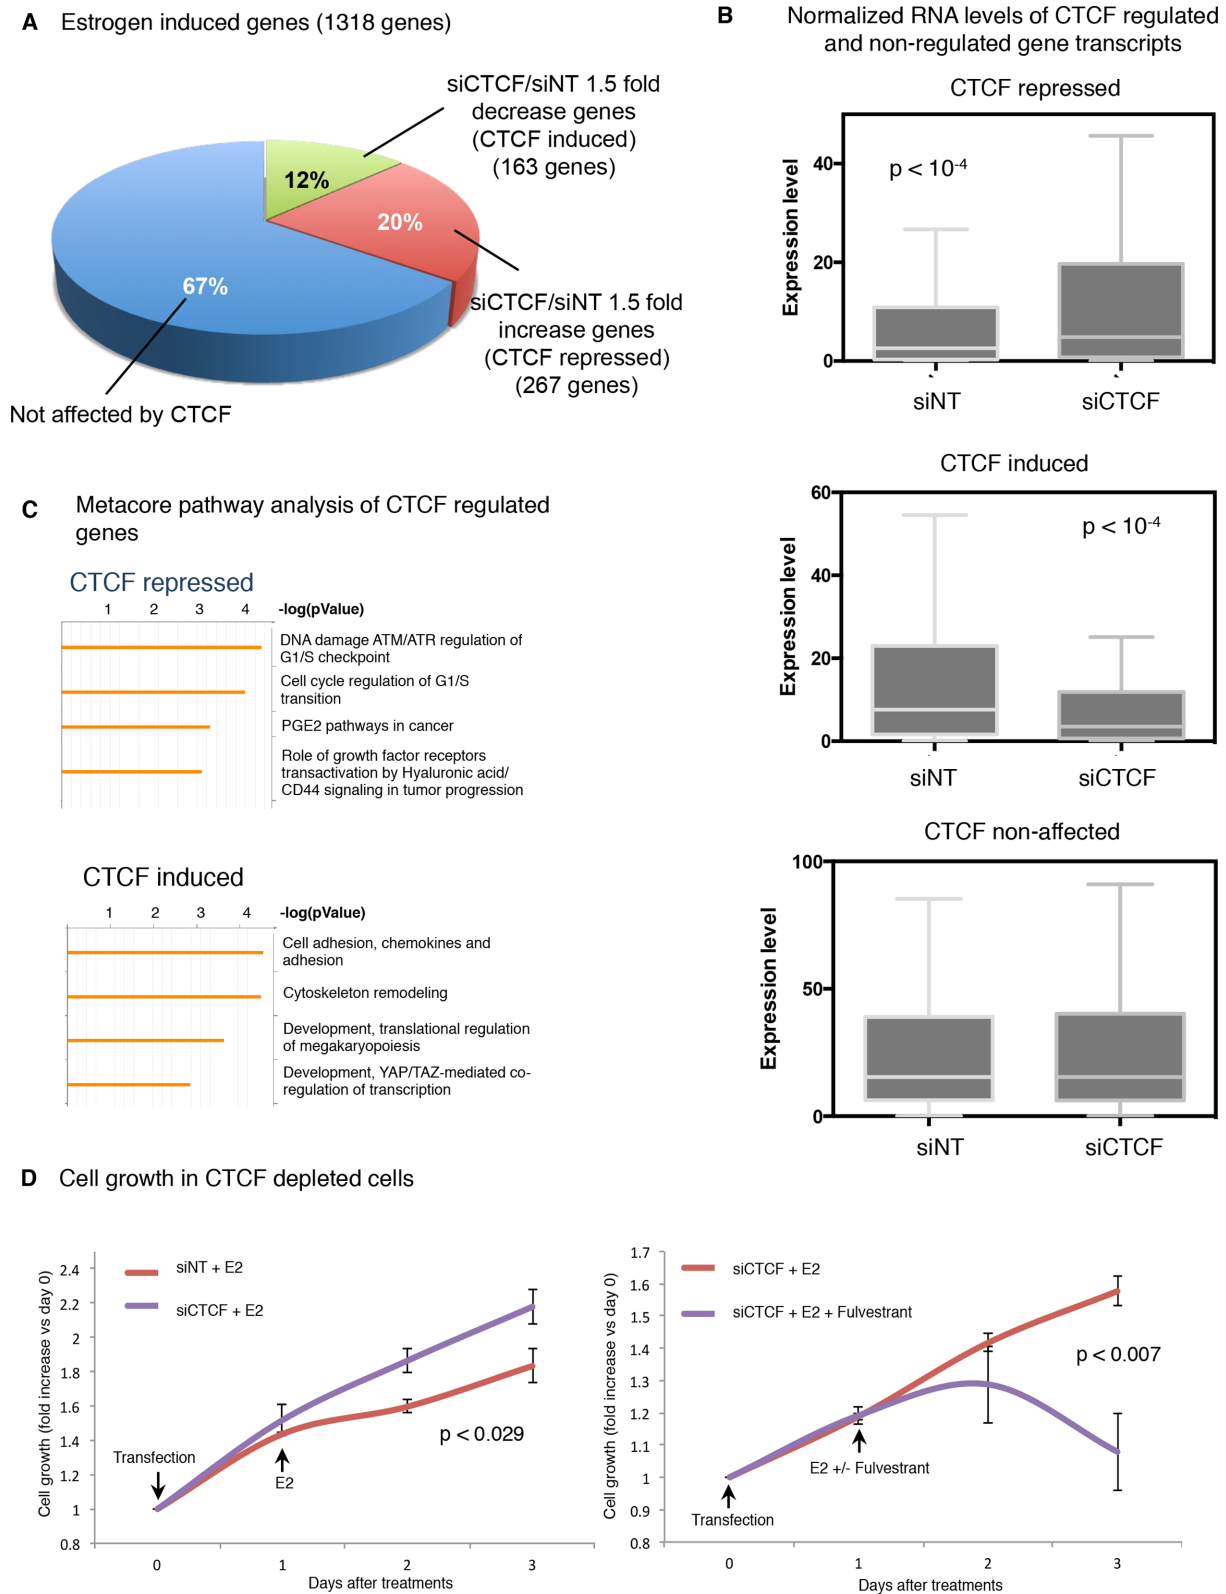 A Estrogen induced genes (1318 genes)
siCTCF/siNT 1.5 fold
decrease genes
(CTCF induced)
(163 genes)
12%
20%
67%
siCTCF/siNT 1.5 fold
increase genes
(CTCF repressed)
(267 genes)
Not affected by CTCF
B Normalized RNA levels of CTCF regulated
and non-regulated gene transcripts
CTCF repressed
Expression level
40
20
0
p < 10-4
siNT siCTCF
CTCF induced
Expression level
60
40
20
0
p < 10-4
siNT siCTCF
CTCF non-affected
Expression level
100
50
0
siNT siCTCF
C Metacore pathway analysis of CTCF regulated
genes
CTCF repressed
1 2 3 4 -log(pValue)
DNA damage ATM/ATR regulation of
G1/S checkpoint
Cell cycle regulation of G1/S
transition
PGE2 pathways in cancer
Role of growth factor receptors
transactivation by Hyaluronic acid/
CD44 signaling in tumor progression
CTCF induced
1 2 3 4 -log(pValue)
Cell adhesion, chemokines and
adhesion
Cytoskeleton remodeling
Development, translational regulation
of megakaryopoiesis
Development, YAP/TAZ-mediated co-
regulation of transcription
D Cell growth in CTCF depleted cells
Cell growth (fold increase vs day 0)
2.4
2.2
2
1.8
1.6
1.4
1.2
1
0.8
siNT + E2
siCTCF + E2
p < 0.029
Transfection
E2
0 1 2 3
Days after treatments
Cell growth (fold increase vs day 0)
1.7
1.6
1.5
1.4
1.3
1.2
1.1
1
0.9
0.8
siCTCF + E2
siCTCF + E2 + Fulvestrant
p < 0.007
E2 +/- Fulvestrant
Transfection
0 1 2 3
Days after treatments